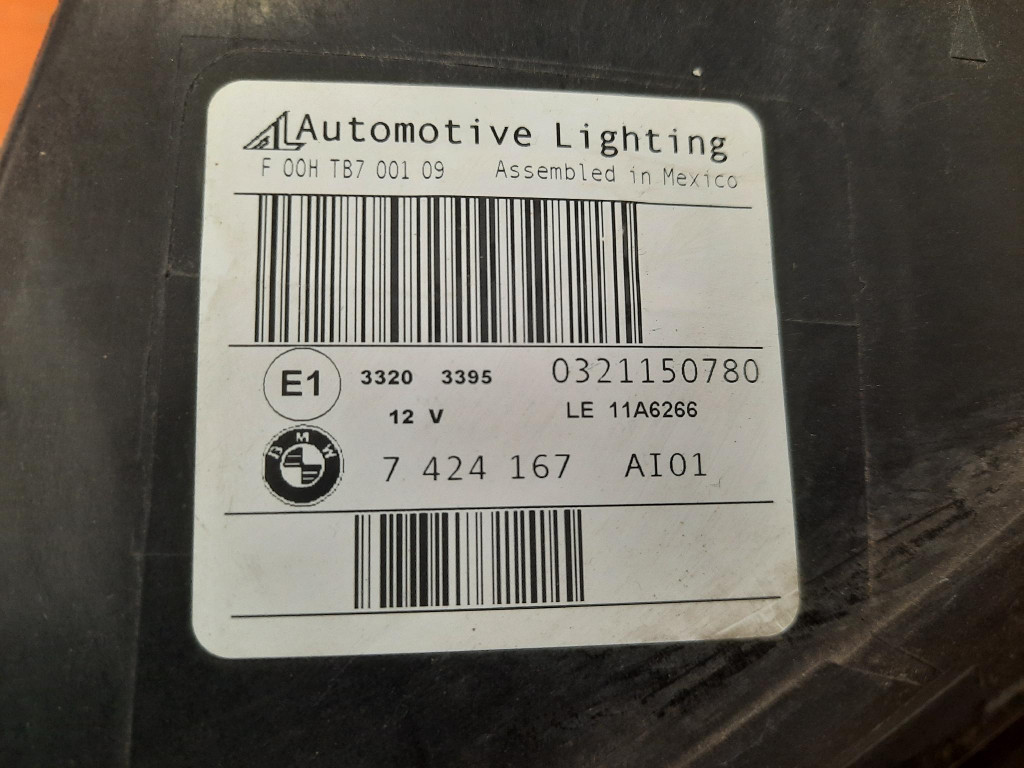 AL Automotive Lighting
F 00H TB7 001 09 Assembled in Mexico
E1 3320 3395 0321150780
12 V LE 11A6266
BMW 7 424 167 AI01